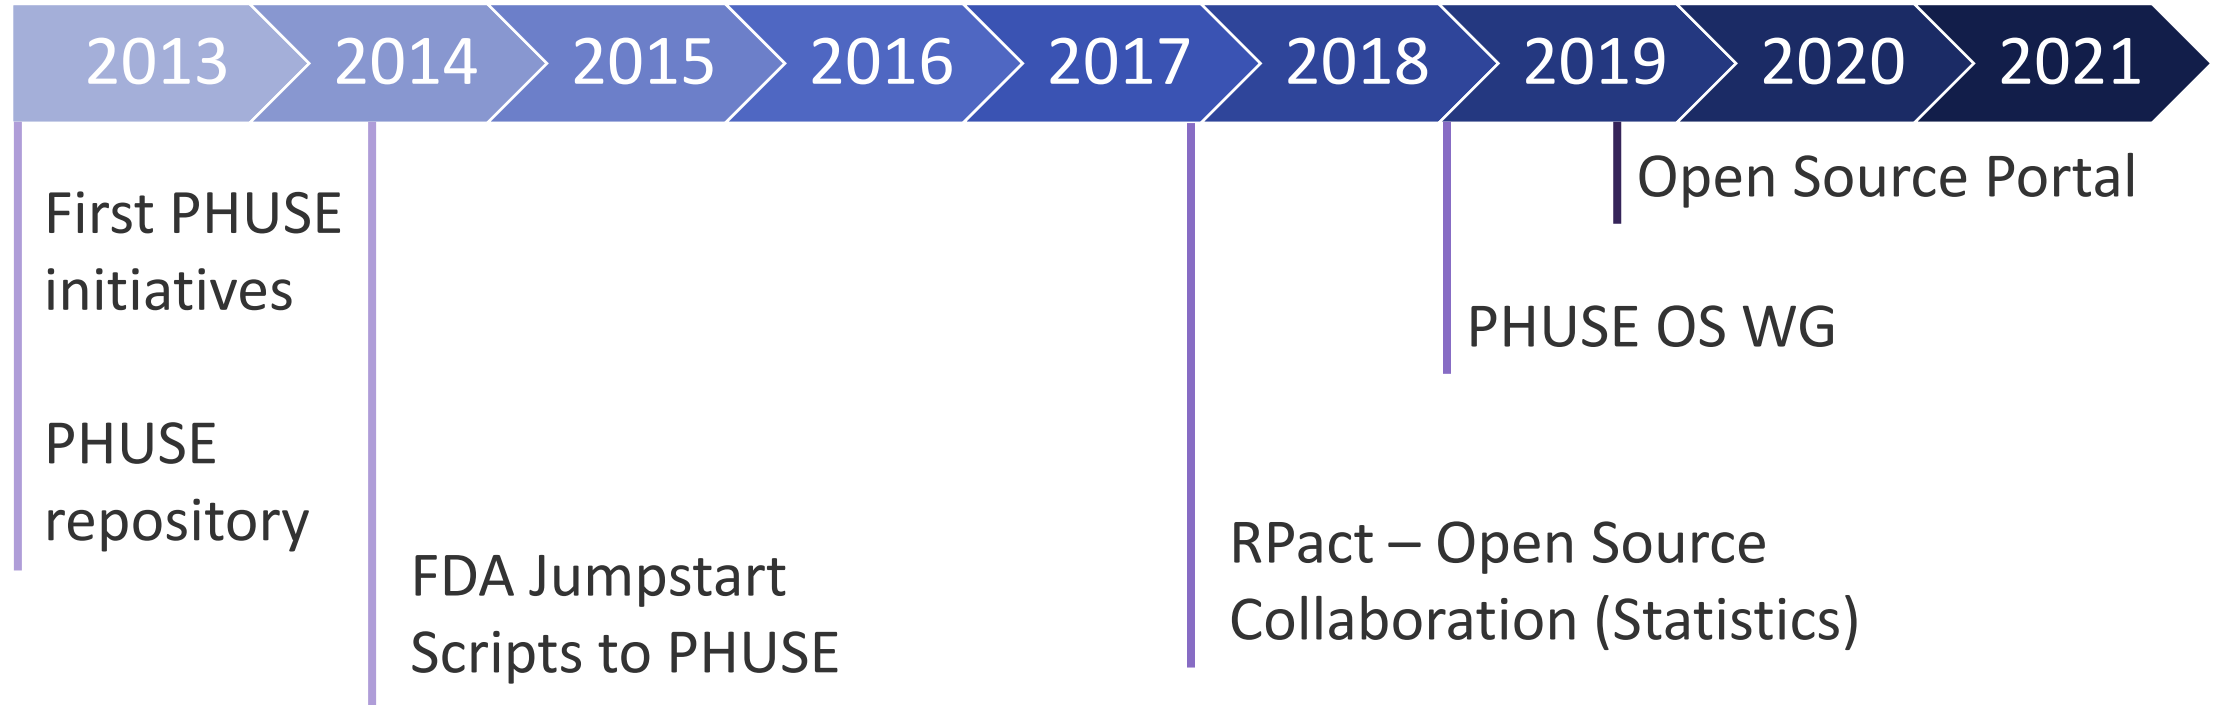 2013 2014 2015 2016 2017 2018 2019 2020 2021
First PHUSE
initiatives
PHUSE
repository
FDA Jumpstart
Scripts to PHUSE
RPact – Open Source
Collaboration (Statistics)
PHUSE OS WG
Open Source Portal